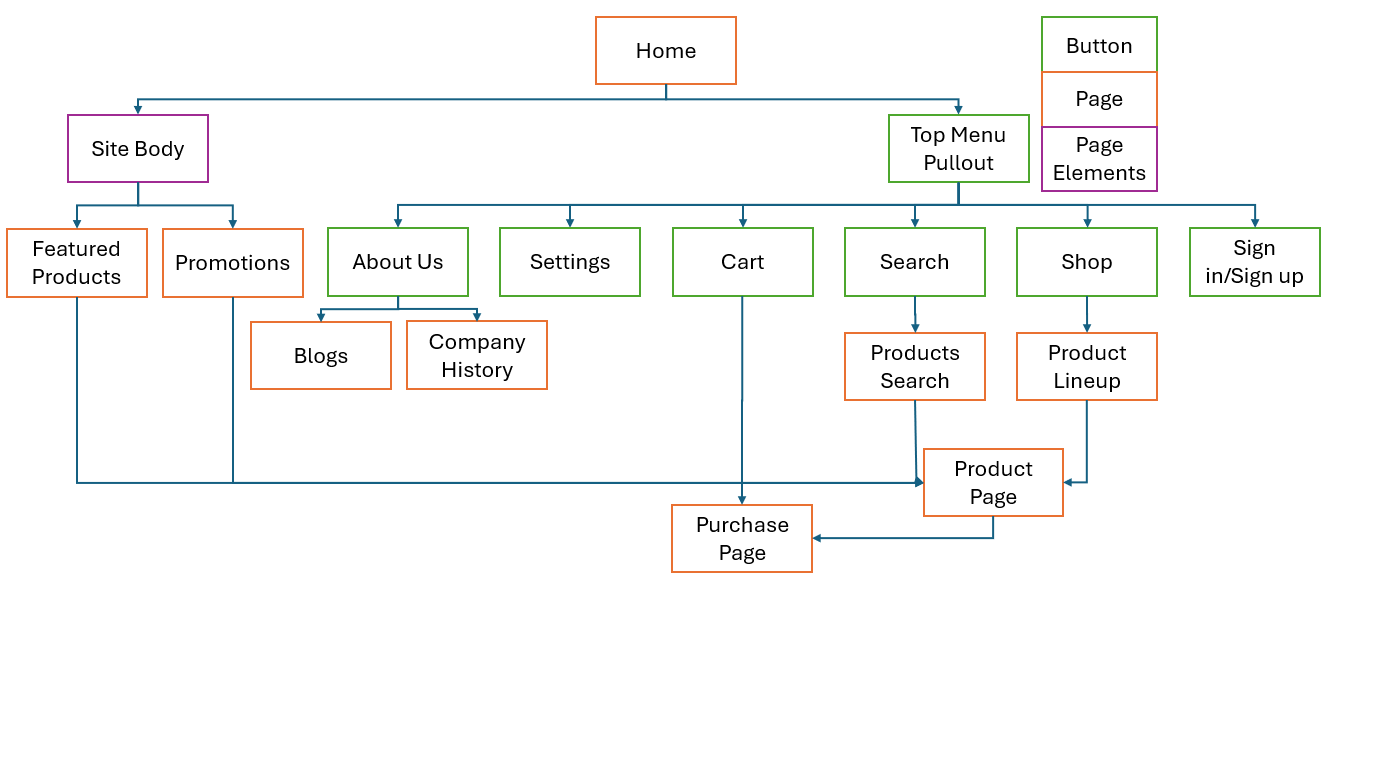 Home
Button
Page
Page
Elements
Site Body
Top Menu
Pullout
Featured
Products
Promotions
About Us
Settings
Cart
Search
Shop
Sign
in/Sign up
Blogs
Company
History
Products
Search
Product
Lineup
Product
Page
Purchase
Page